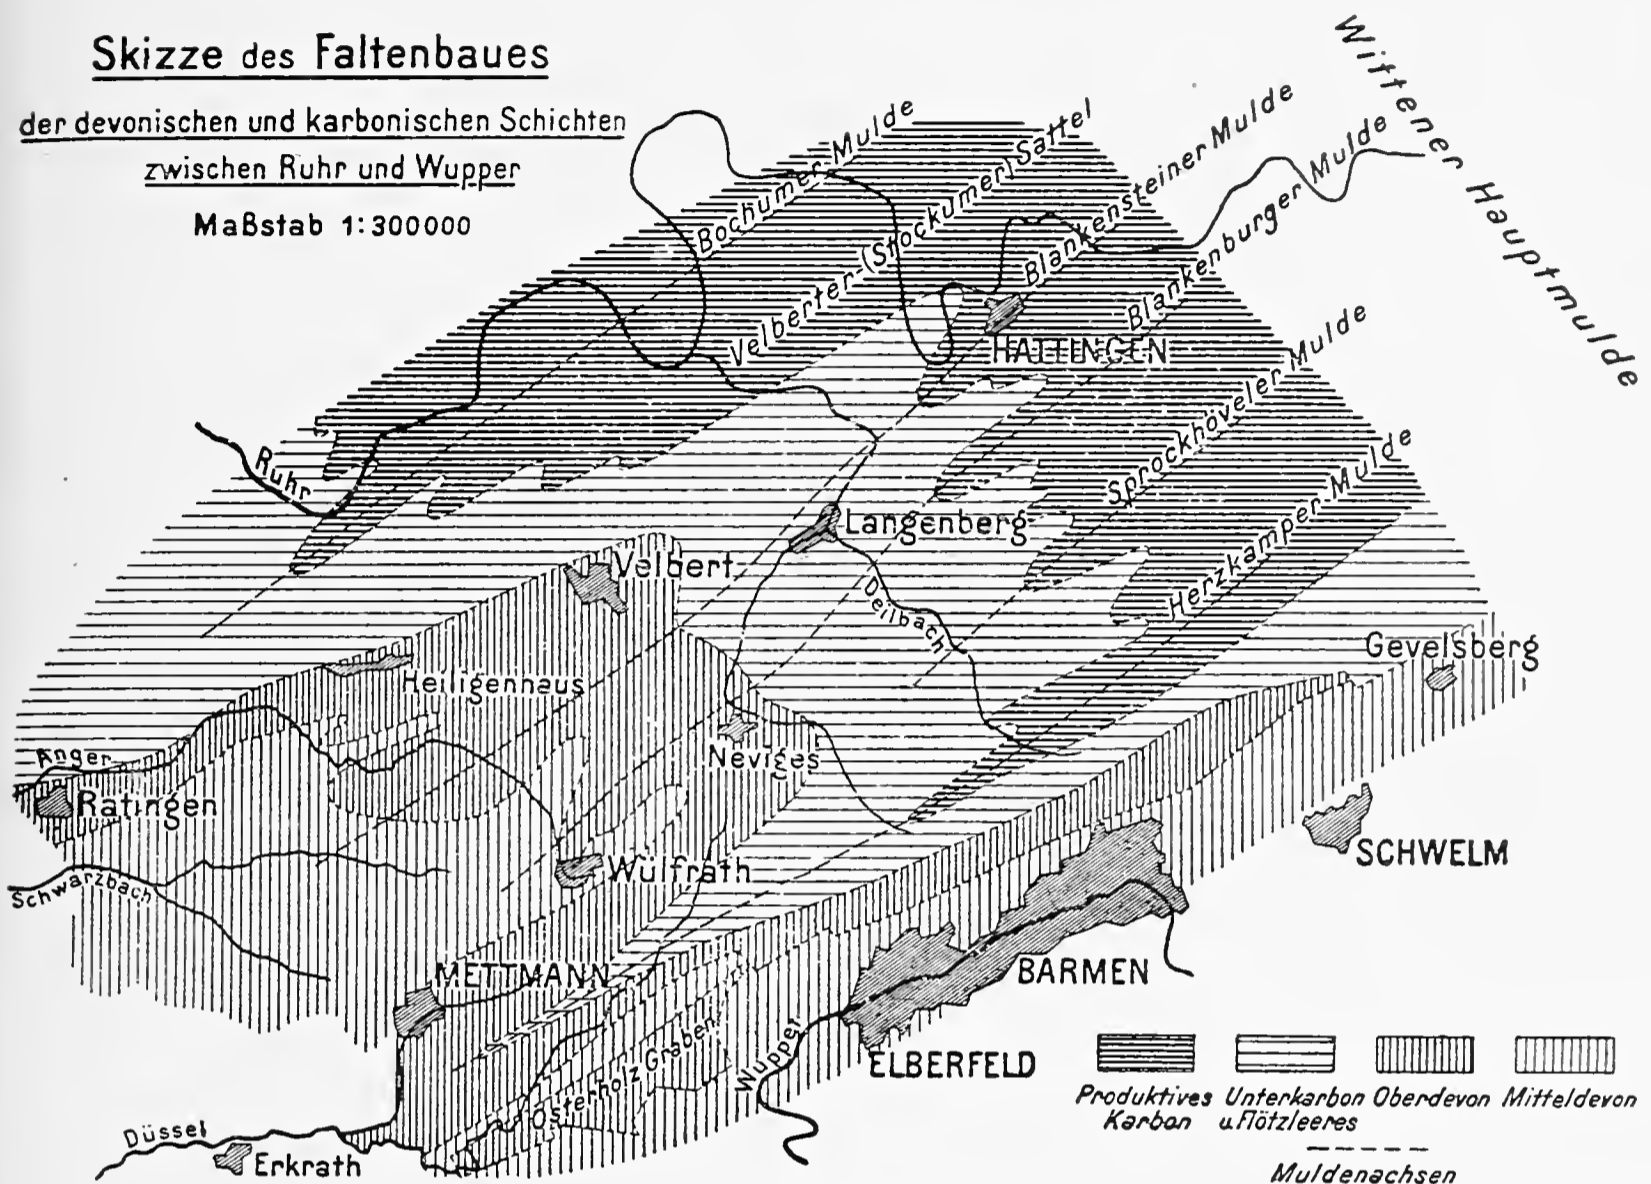 Skizze des Faltenbaues
der devonischen und karbonischen Schichten
zwischen Ruhr und Wupper
Maßstab 1:300000
Wittener Hauptmulde
Bochumer Mulde
Velberter-(Stockumer) Sattel
Blankensteiner Mulde
Blankenburger Mulde
Sprockhöveler Mulde
Herzkamper-Mulde
HATTINGEN
Ruhr
Langenberg
Velbert
Deilbach
Gevelsberg
Heiligenhaus
Neviges
Anger
Ratingen
SCHWELM
Wülfrath
Schwarzbach
METTMANN
BARMEN
Osterholz Graben
Wupper
ELBERFELD
Düssel
Erkrath
Produktives Karbon
Unterkarbon u. Flötzleeres
Oberdevon
Mitteldevon
Muldenachsen